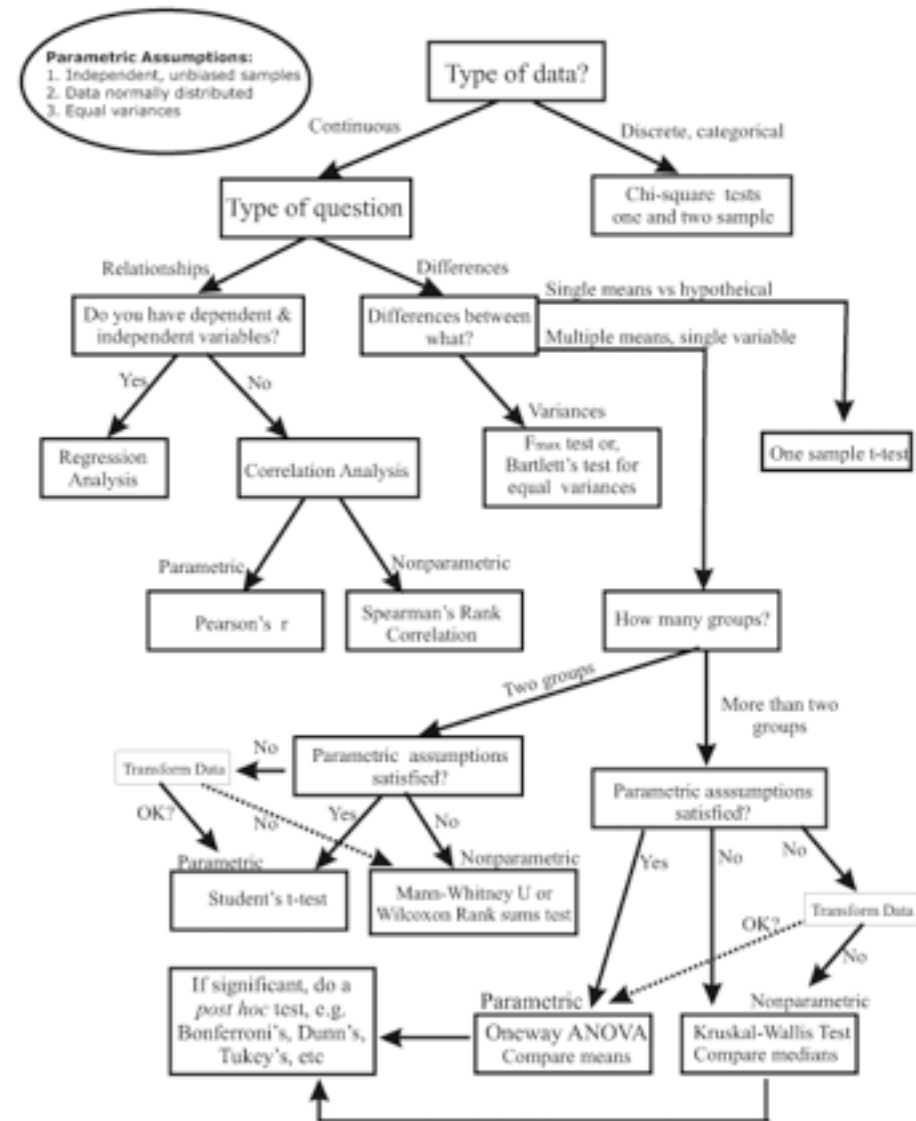 Parametric Assumptions:
1. Independent, unbiased samples
2. Data normally distributed
3. Equal variances
Type of data?
Continuous
Discrete, categorical
Type of question
Chi-square tests
one and two sample
Relationships
Differences
Do you have dependent &
independent variables?
Differences between
what?
Single means vs hypotheical
Multiple means, single variable
Yes
No
Variances
Regression
Analysis
Correlation Analysis
Fmax test or,
Bartlett's test for
equal variances
One sample t-test
Parametric
Nonparametric
Pearson's r
Spearman's Rank
Correlation
How many groups?
Two groups
More than two
groups
Transform Data
No
Parametric assumptions
satisfied?
Parametric asssumptions
satisfied?
OK?
No
Yes
No
Parametric
Nonparametric
Student's t-test
Mann-Whitney U or
Wilcoxon Rank sums test
Yes
No
No
Transform Data
OK?
No
If significant, do a
post hoc test, e.g.
Bonferroni's, Dunn's,
Tukey's, etc
Parametric
Oneway ANOVA
Compare means
Nonparametric
Kruskal-Wallis Test
Compare medians